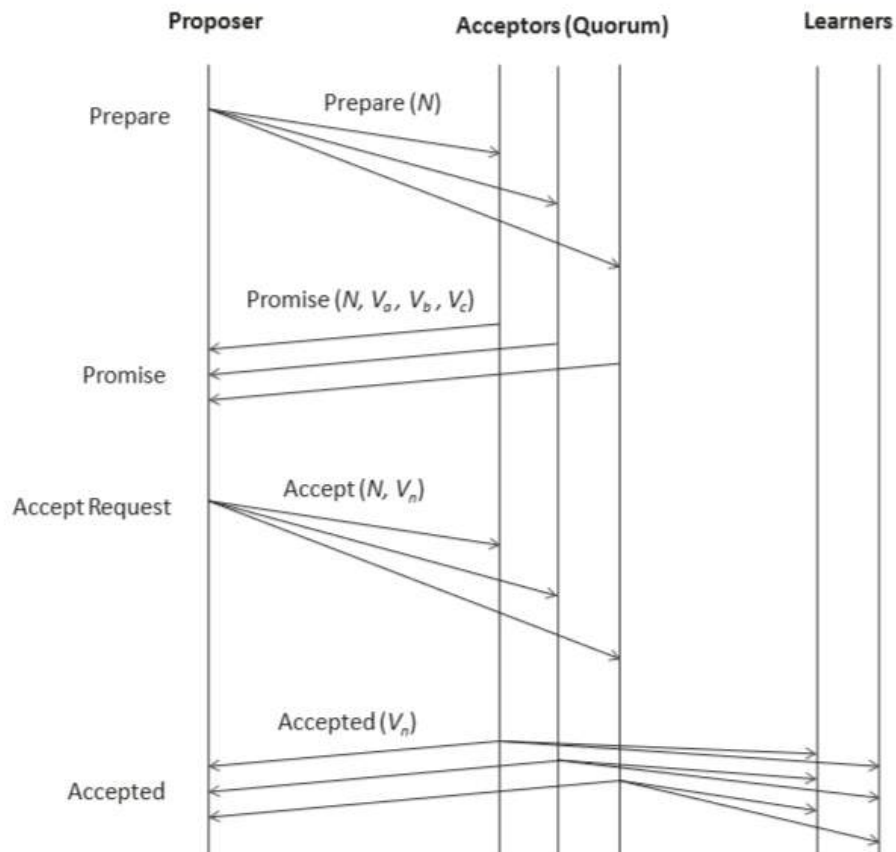 Proposer
Acceptors (Quorum)
Learners
Prepare (N)
Prepare
Promise (N, Va, Vb, Vc)
Promise
Accept (N, Vn)
Accept Request
Accepted (Vn)
Accepted